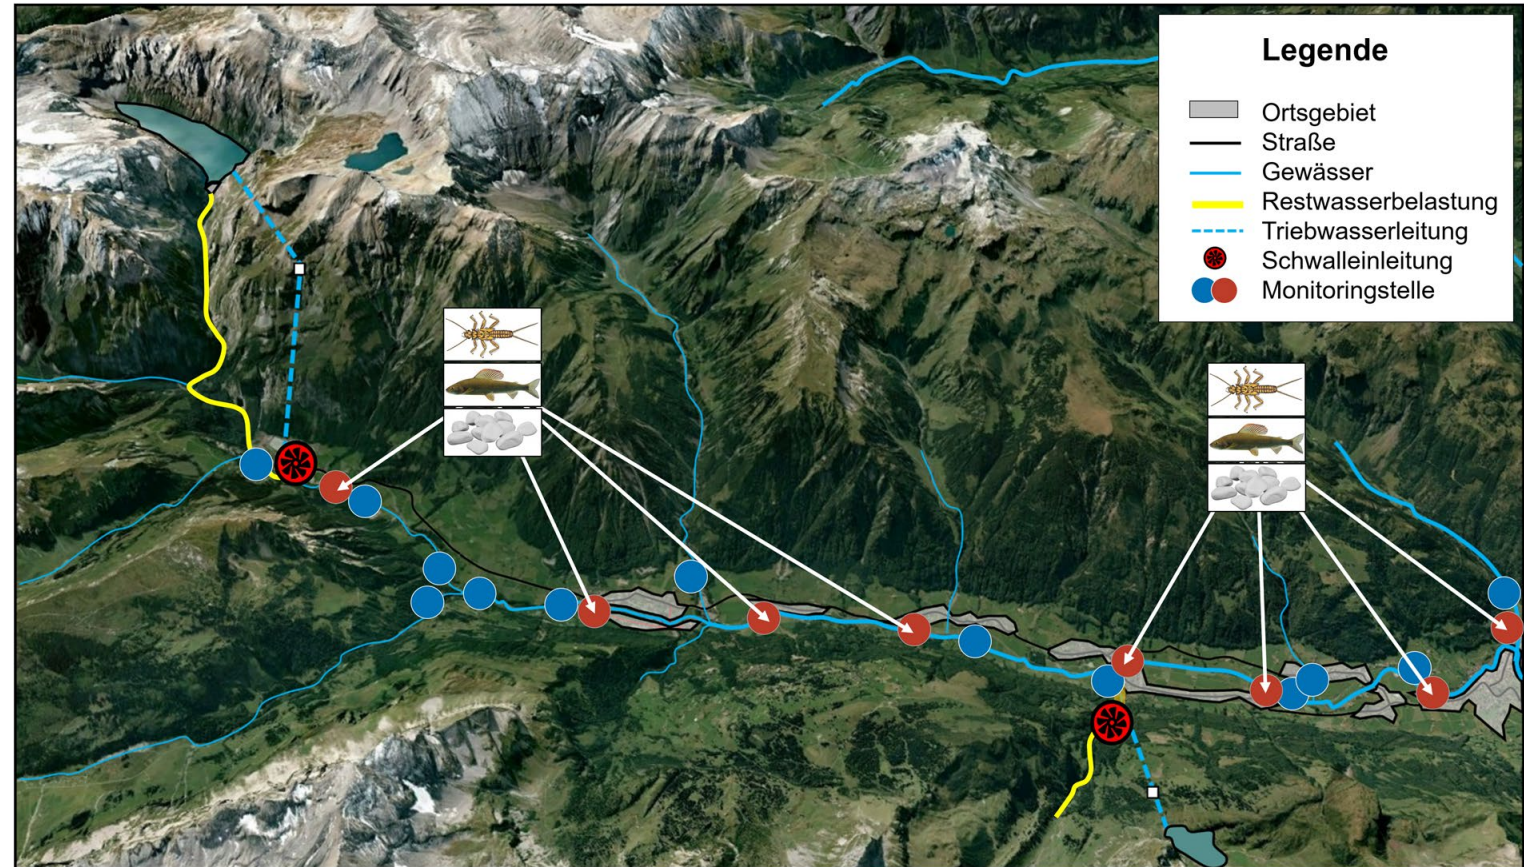 Legende
Ortsgebiet
Straße
Gewässer
Restwasserbelastung
Triebwasserleitung
Schwalleinleitung
Monitoringstelle